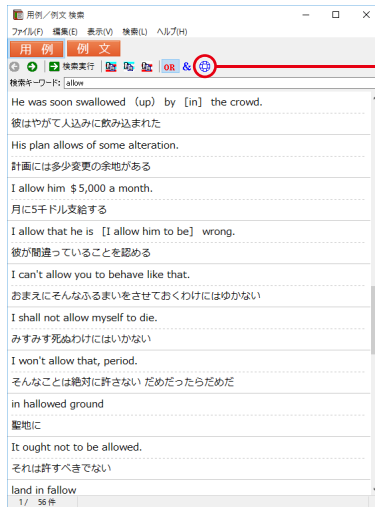 用例／例文 検索
ファイル(F) 編集(E) 表示(V) 検索(L) ヘルプ(H)
用 例 例 文
検索実行 OR &
検索キーワード: allow
He was soon swallowed （up） by ［in］ the crowd.
彼はやがて人込みに飲み込まれた
His plan allows of some alteration.
計画には多少変更の余地がある
I allow him ＄5,000 a month.
月に5千ドル支給する
I allow that he is ［I allow him to be］ wrong.
彼が間違っていることを認める
I can't allow you to behave like that.
おまえにそんなふるまいをさせておくわけにはゆかない
I shall not allow myself to die.
みすみす死ぬわけにはいかない
I won't allow that, period.
そんなことは絶対に許さない だめだったらだめだ
in hallowed ground
聖地に
It ought not to be allowed.
それは許すべきでない
land in fallow
1/ 56 件